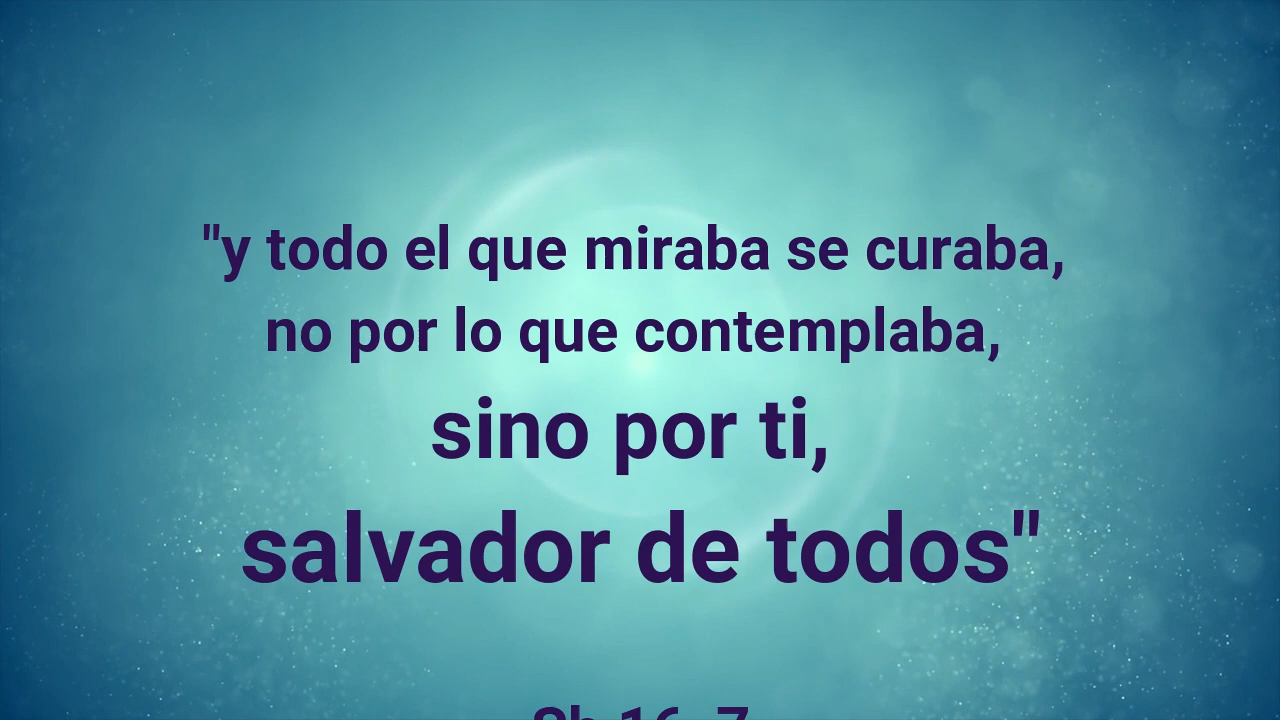 "y todo el que miraba se curaba,
no por lo que contemplaba,
sino por ti,
salvador de todos"